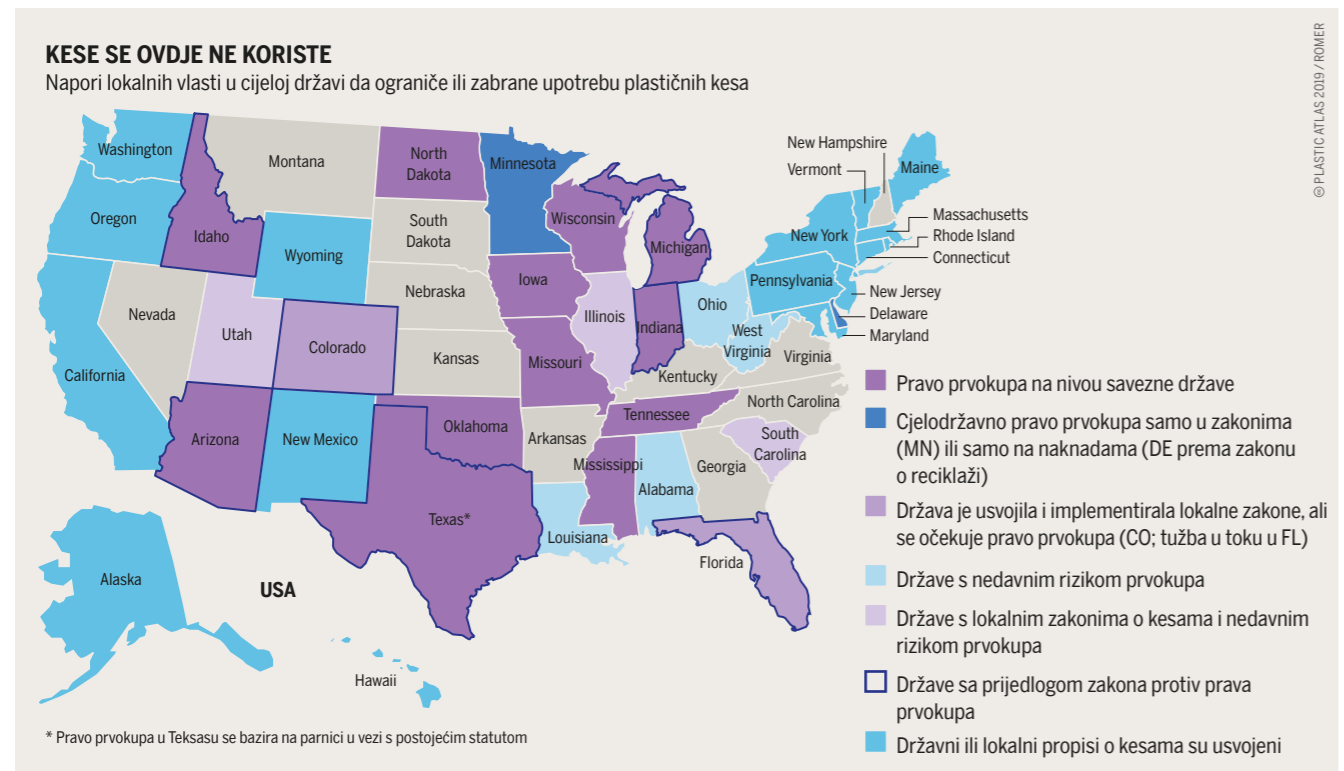 KESE SE OVDJE NE KORISTE
Napori lokalnih vlasti u cijeloj državi da ograniče ili zabrane upotrebu plastičnih kesa
© PLASTIC ATLAS 2019 / ROMER
Washington
Montana
North
Dakota
Minnesota
New Hampshire
Vermont
Maine
Oregon
Idaho
South
Dakota
Wisconsin
Michigan
New York
Massachusetts
Rhode Island
Connecticut
Wyoming
Nebraska
Iowa
Pennsylvania
New Jersey
Delaware
Maryland
Nevada
Utah
Colorado
Kansas
Illinois
Indiana
Ohio
West
Virginia
Virginia
California
Missouri
Kentucky
North Carolina
Arizona
New Mexico
Oklahoma
Arkansas
Tennessee
South
Carolina
Texas*
Mississippi
Alabama
Georgia
Louisiana
Florida
Alaska
USA
Hawaii
Pravo prvokupa na nivou savezne države
Cjelodržavno pravo prvokupa samo u zakonima
(MN) ili samo na naknadama (DE prema zakonu
o reciklaži)
Država je usvojila i implementirala lokalne zakone, ali
se očekuje pravo prvokupa (CO; tužba u toku u FL)
Države s nedavnim rizikom prvokupa
Države s lokalnim zakonima o kesama i nedavnim
rizikom prvokupa
Države sa prijedlogom zakona protiv prava
prvokupa
Državni ili lokalni propisi o kesama su usvojeni
* Pravo prvokupa u Teksasu se bazira na parnici u vezi s postojećim statutom